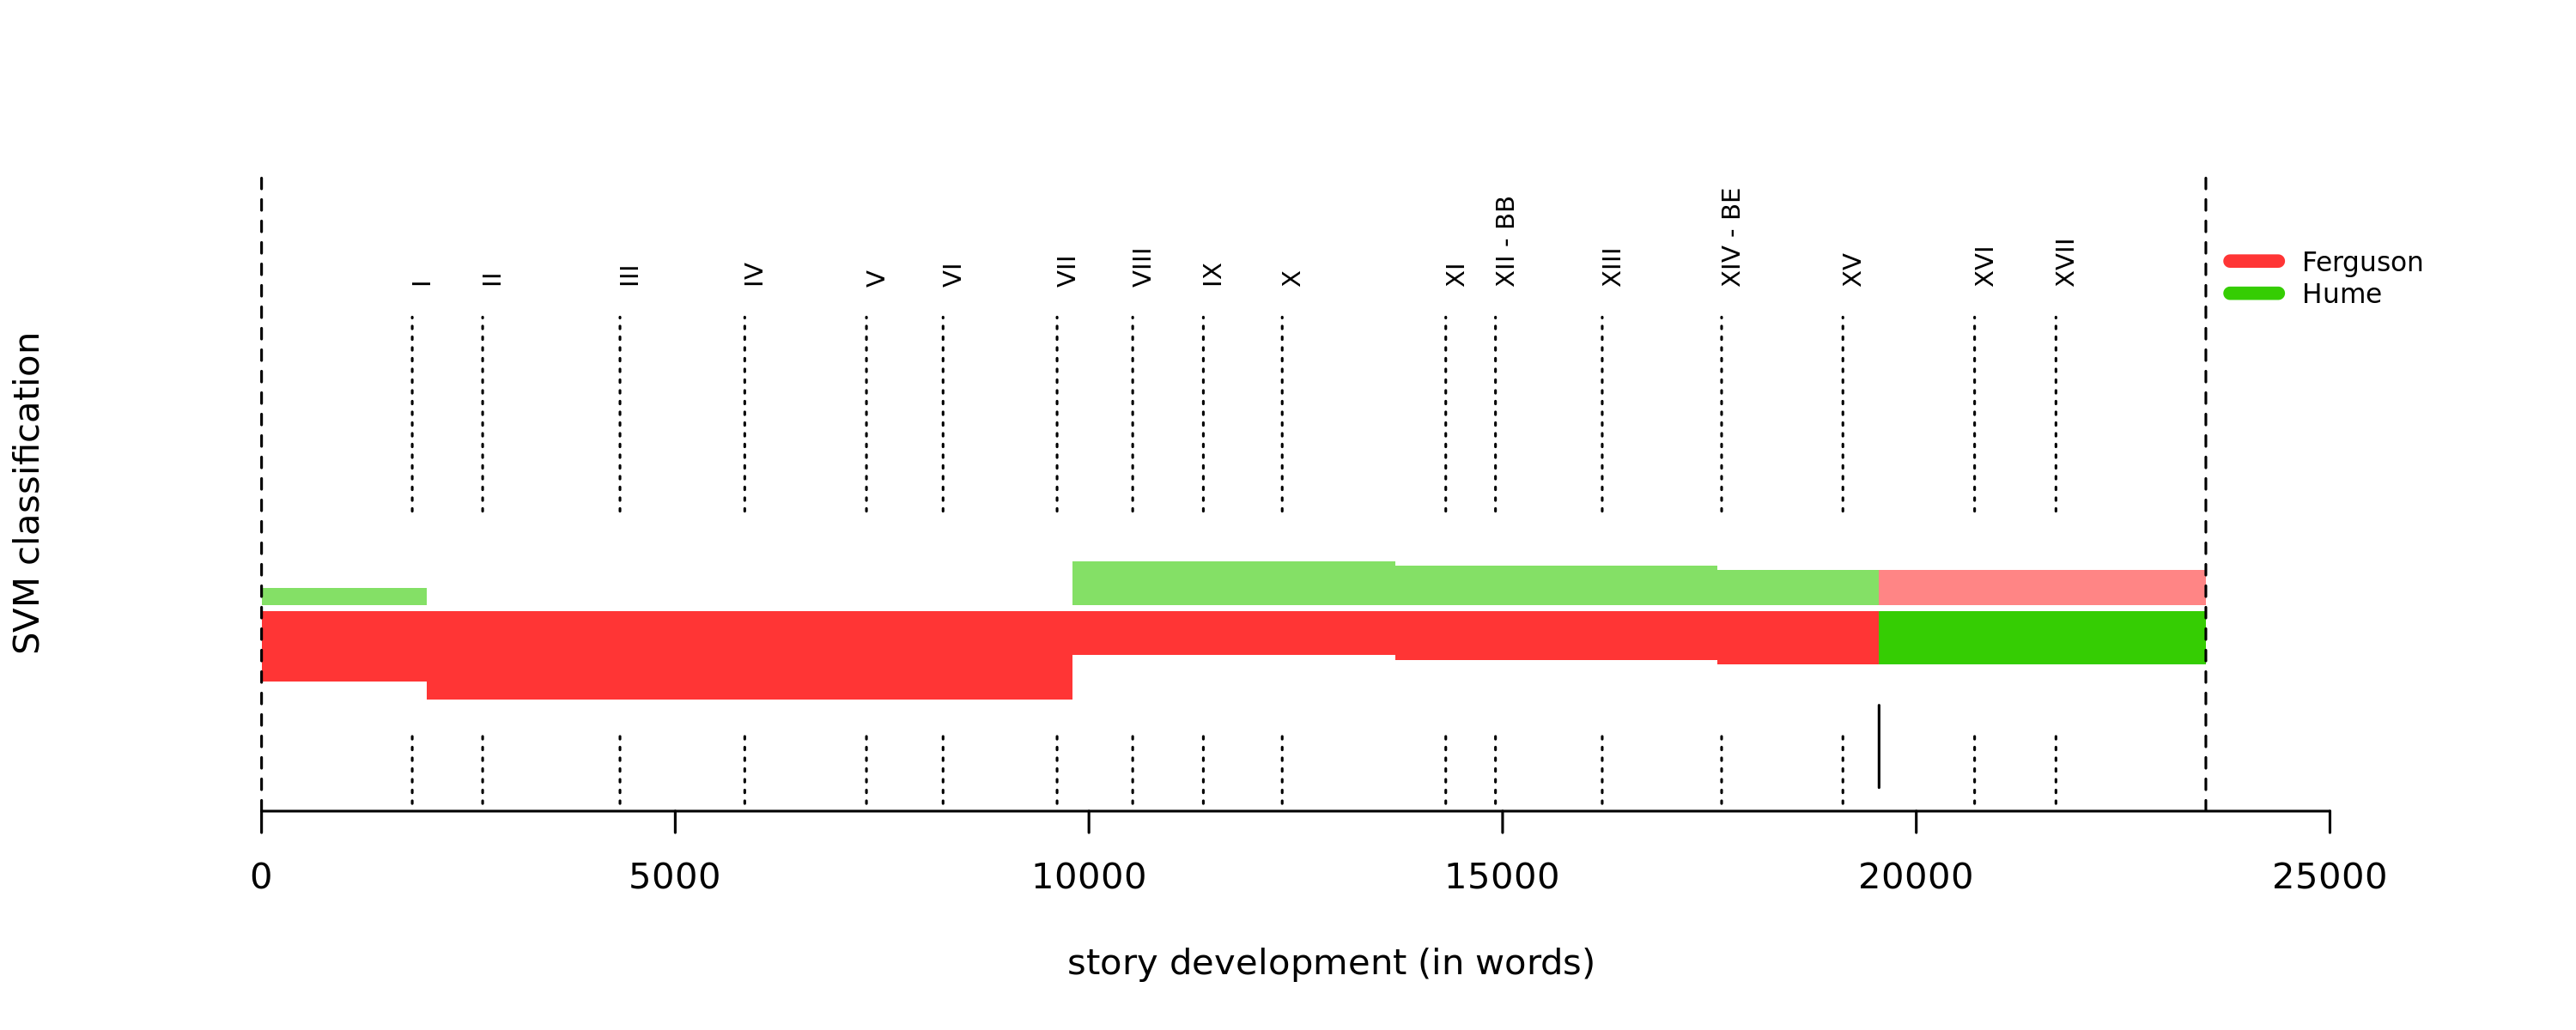 I
II
III
IV
V
VI
VII
VIII
IX
X
XI
XII - BB
XIII
XIV - BE
XV
XVI
XVII
Ferguson
Hume
SVM classification
0
5000
10000
15000
20000
25000
story development (in words)